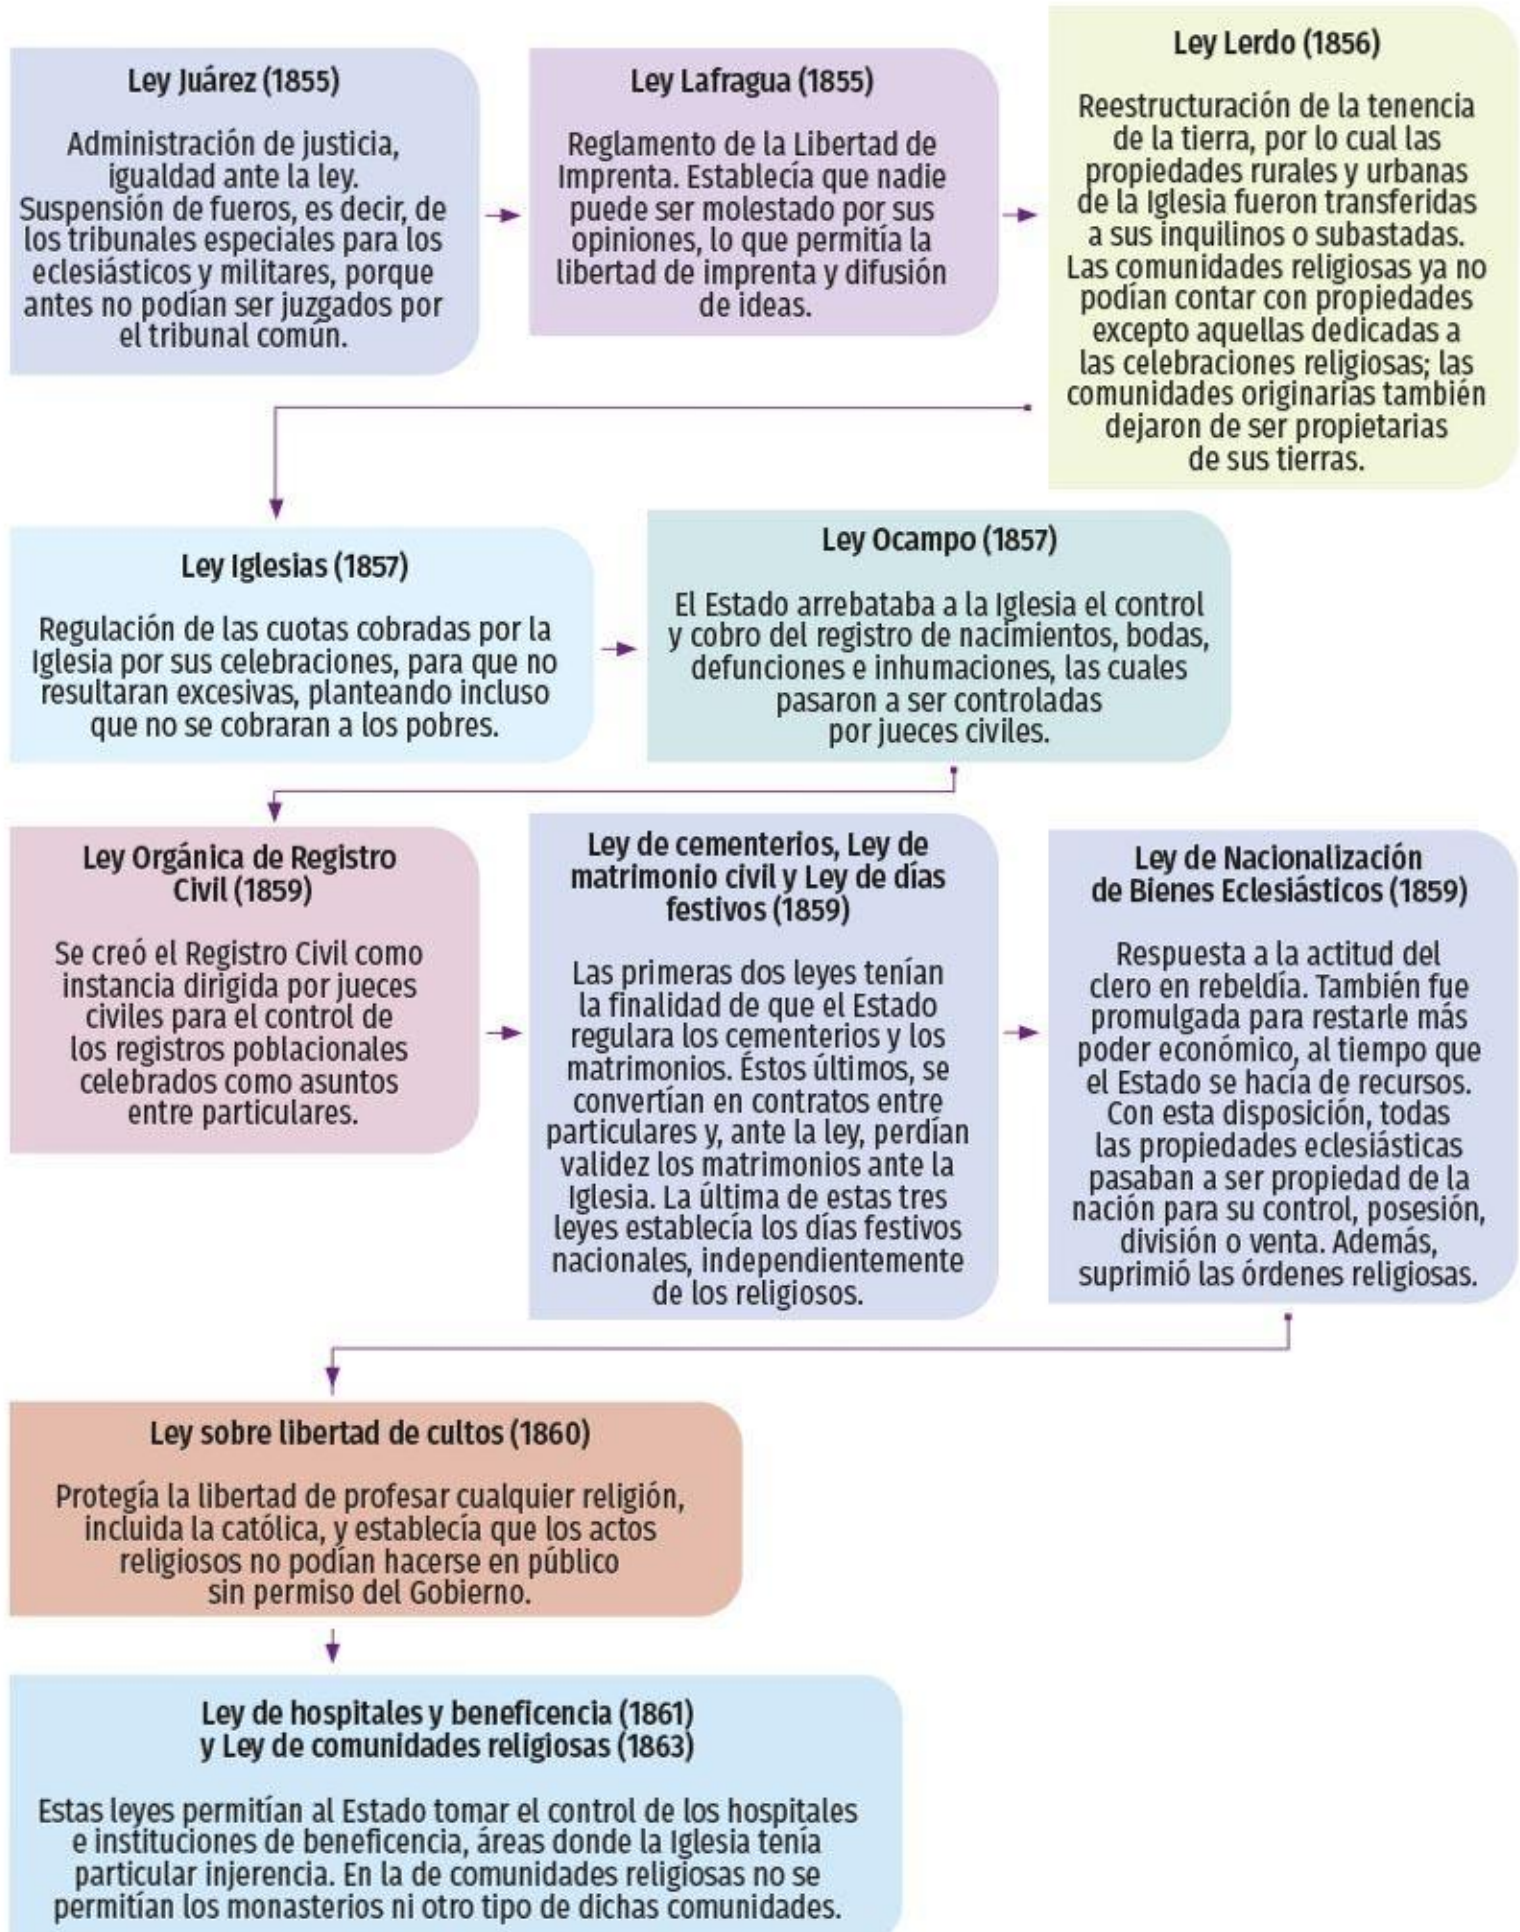 Ley Juárez (1855)
Administración de justicia,
igualdad ante la ley.
Suspensión de fueros, es decir, de
los tribunales especiales para los
eclesiásticos y militares, porque
antes no podían ser juzgados por
el tribunal común.
Ley Lafragua (1855)
Reglamento de la Libertad de
Imprenta. Establecía que nadie
puede ser molestado por sus
opiniones, lo que permitía la
libertad de imprenta y difusión
de ideas.
Ley Lerdo (1856)
Reestructuración de la tenencia
de la tierra, por lo cual las
propiedades rurales y urbanas
de la Iglesia fueron transferidas
a sus inquilinos o subastadas.
Las comunidades religiosas ya no
podían contar con propiedades
excepto aquellas dedicadas a
las celebraciones religiosas; las
comunidades originarias también
dejaron de ser propietarias
de sus tierras.
Ley Iglesias (1857)
Regulación de las cuotas cobradas por la
Iglesia por sus celebraciones, para que no
resultaran excesivas, planteando incluso
que no se cobraran a los pobres.
Ley Ocampo (1857)
El Estado arrebataba a la Iglesia el control
y cobro del registro de nacimientos, bodas,
defunciones e inhumaciones, las cuales
pasaron a ser controladas
por jueces civiles.
Ley Orgánica de Registro
Civil (1859)
Se creó el Registro Civil como
instancia dirigida por jueces
civiles para el control de
los registros poblacionales
celebrados como asuntos
entre particulares.
Ley de cementerios, Ley de
matrimonio civil y Ley de días
festivos (1859)
Las primeras dos leyes tenían
la finalidad de que el Estado
regulara los cementerios y los
matrimonios. Éstos últimos, se
convertían en contratos entre
particulares y, ante la ley, perdían
validez los matrimonios ante la
Iglesia. La última de estas tres
leyes establecía los días festivos
nacionales, independientemente
de los religiosos.
Ley de Nacionalización
de Bienes Eclesiásticos (1859)
Respuesta a la actitud del
clero en rebeldía. También fue
promulgada para restarle más
poder económico, al tiempo que
el Estado se hacía de recursos.
Con esta disposición, todas
las propiedades eclesiásticas
pasaban a ser propiedad de la
nación para su control, posesión,
división o venta. Además,
suprimió las órdenes religiosas.
Ley sobre libertad de cultos (1860)
Protegía la libertad de profesar cualquier religión,
incluida la católica, y establecía que los actos
religiosos no podían hacerse en público
sin permiso del Gobierno.
Ley de hospitales y beneficencia (1861)
y Ley de comunidades religiosas (1863)
Estas leyes permitían al Estado tomar el control de los hospitales
e instituciones de beneficencia, áreas donde la Iglesia tenía
particular injerencia. En la de comunidades religiosas no se
permitían los monasterios ni otro tipo de dichas comunidades.